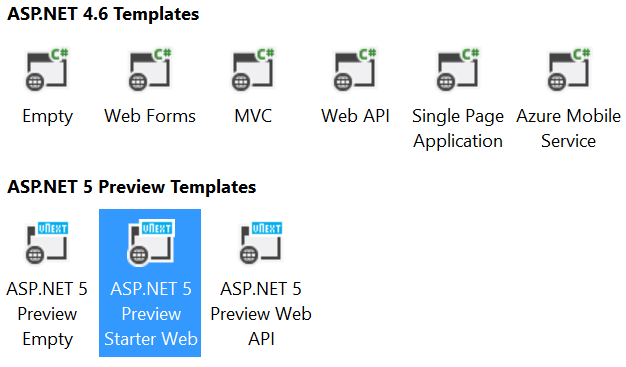 ASP.NET 4.6 Templates
C# C# C# C# C# C#
Empty Web Forms MVC Web API Single Page Application Azure Mobile Service
ASP.NET 5 Preview Templates
vNEXT vNEXT vNEXT
ASP.NET 5 Preview Empty
ASP.NET 5 Preview Starter Web
ASP.NET 5 Preview Web API